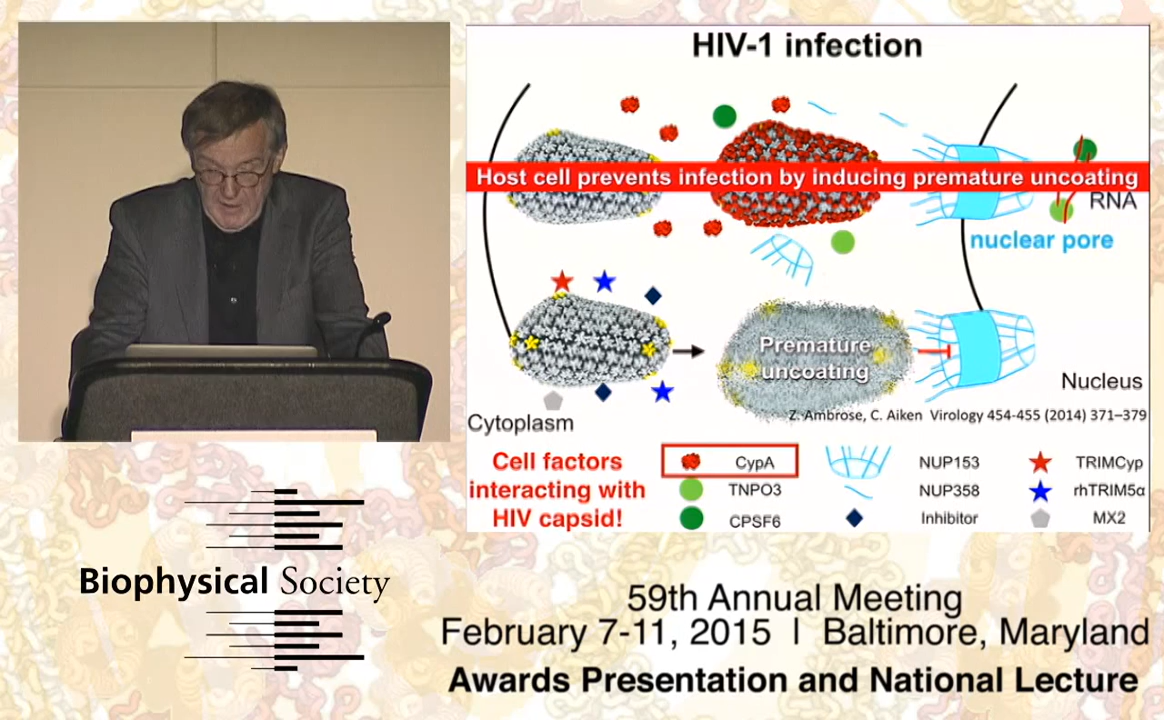 HIV-1 infection
Host cell prevents infection by inducing premature uncoating
RNA
nuclear pore
Premature
uncoating
Nucleus
Z. Ambrose, C. Aiken Virology 454-455 (2014) 371–379
Cytoplasm
Cell factors
interacting with
HIV capsid!
CypA
TNPO3
CPSF6
NUP153
NUP358
Inhibitor
TRIMCyp
rhTRIM5α
MX2
Biophysical Society
59th Annual Meeting
February 7-11, 2015 | Baltimore, Maryland
Awards Presentation and National Lecture